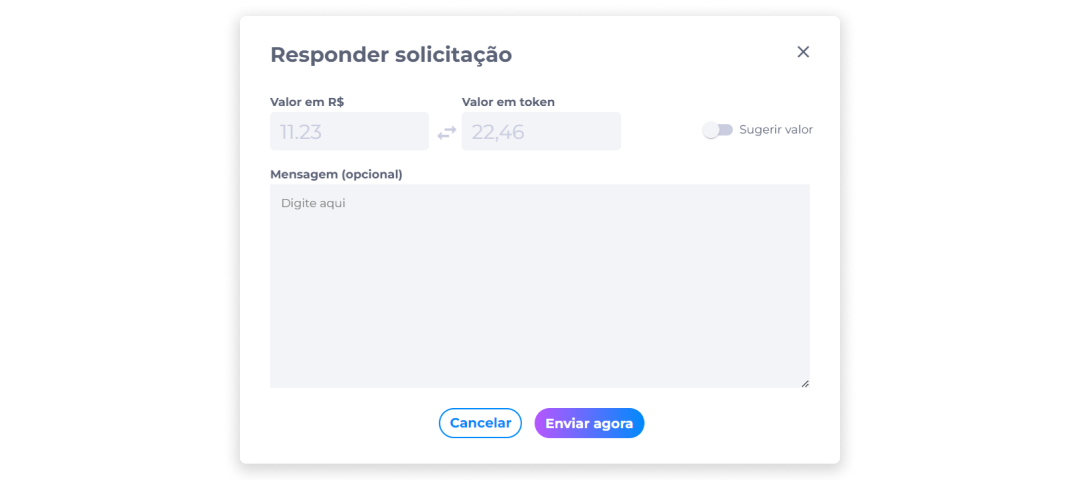 Responder solicitação
Valor em R$
Valor em token
11.23
22,46
Sugerir valor
Mensagem (opcional)
Digite aqui
Cancelar
Enviar agora